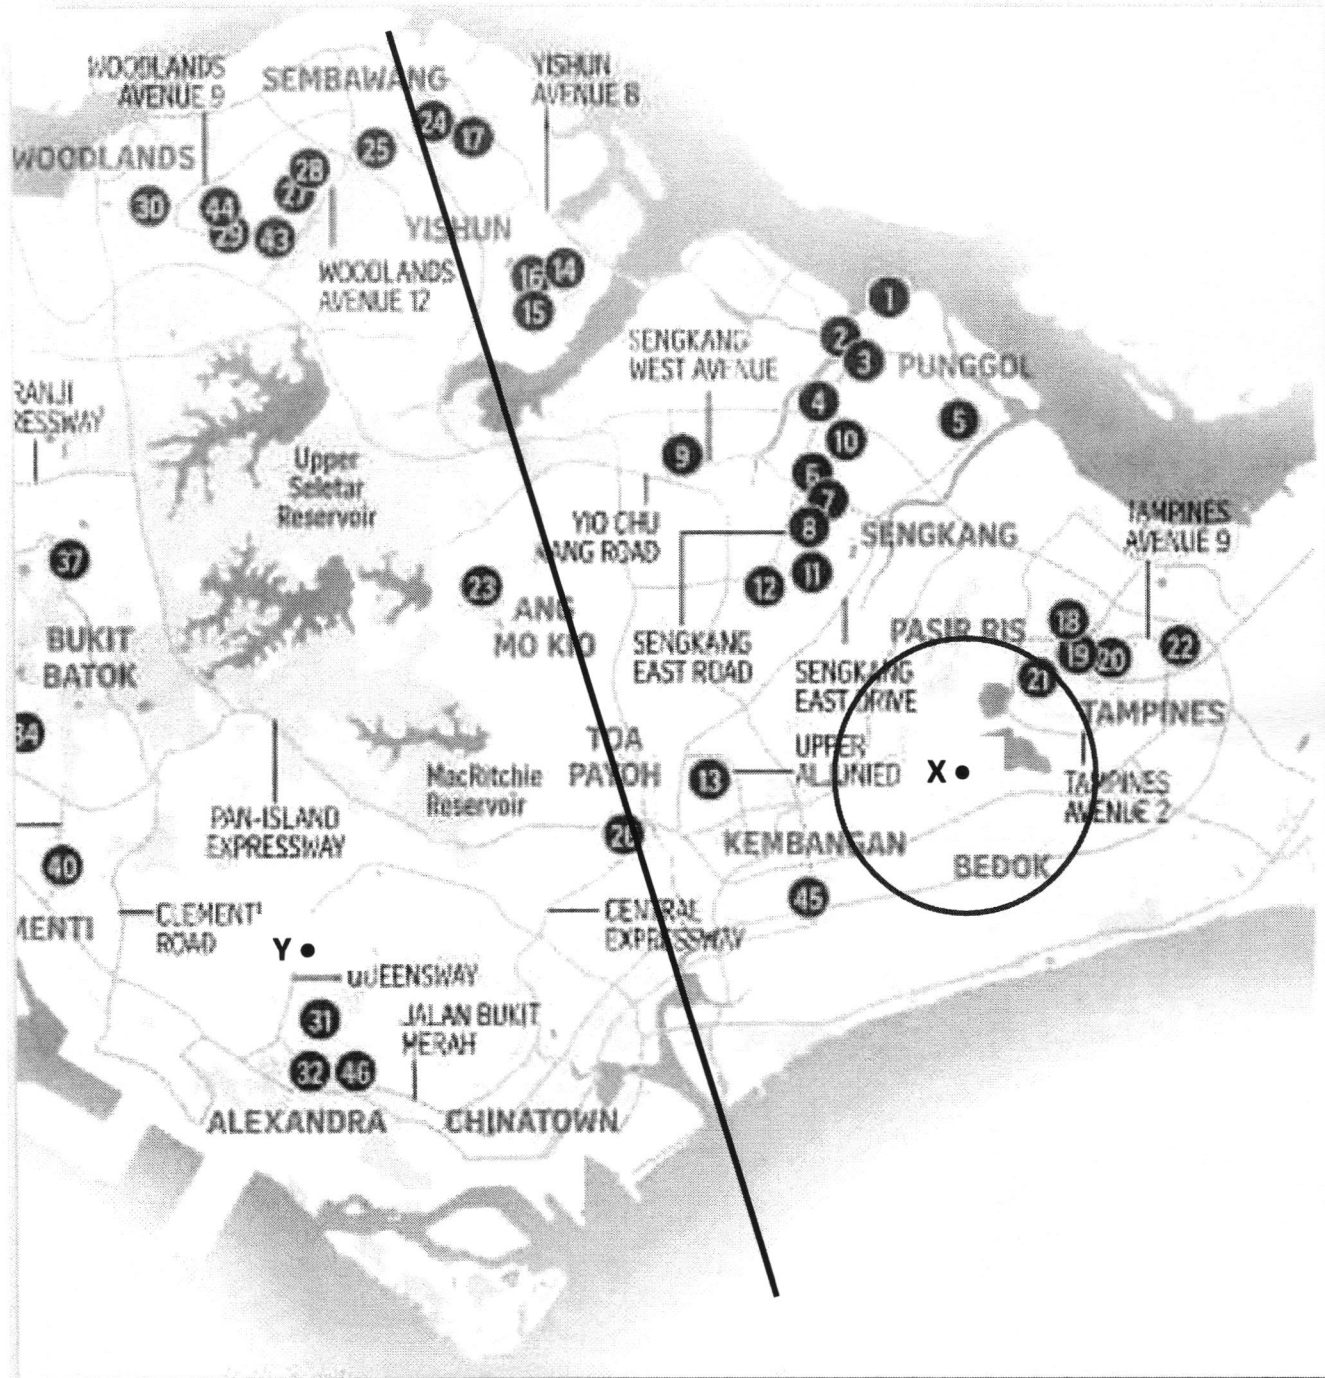 WOODLANDS
AVENUE 9
SEMBAWANG
YISHUN
AVENUE 8
24
17
25
WOODLANDS
28
27
30
44
29
43
YISHUN
WOODLANDS
AVENUE 12
16
14
15
1
2
3
SENGKANG
WEST AVENUE
PUNGGOL
RANJI
RESSWAY
4
5
10
9
Upper
Seletar
Reservoir
6
7
8
YIO CHU
KANG ROAD
SENGKANG
TAMPINES
AVENUE 9
37
23
12
11
ANG
MO KIO
BUKIT
BATOK
SENGKANG
EAST ROAD
SENGKANG
EAST DRIVE
PASIR RIS
18
19
20
22
21
TAMPINES
34
TOA
PAYOH
13
UPPER
ALJUNIED
X
TAMPINES
AVENUE 2
MacRitchie
Reservoir
PAN-ISLAND
EXPRESSWAY
KEMBANGAN
BEDOK
40
45
CLEMENTI
ROAD
MENTI
CENTRAL
EXPRESSWAY
Y
QUEENSWAY
31
JALAN BUKIT
MERAH
32
46
ALEXANDRA
CHINATOWN